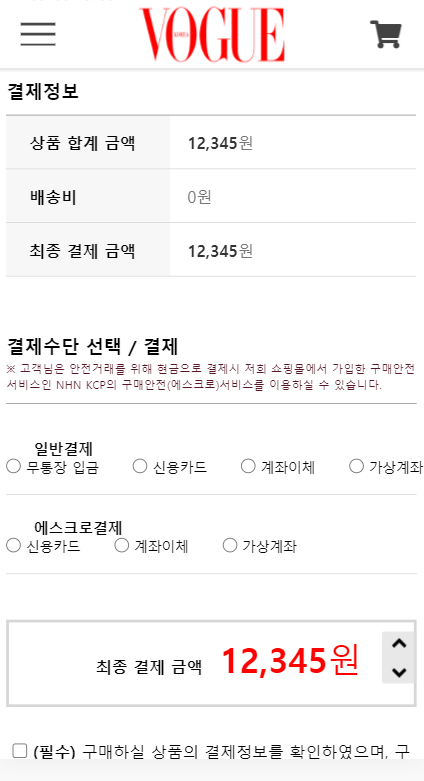 VOGUE
KOREA
결제정보
상품 합계 금액 12,345원
배송비 0원
최종 결제 금액 12,345원
결제수단 선택 / 결제
※ 고객님은 안전거래를 위해 현금으로 결제시 저희 쇼핑몰에서 가입한 구매안전
서비스인 NHN KCP의 구매안전(에스크로)서비스를 이용하실 수 있습니다.
일반결제
무통장 입금 신용카드 계좌이체 가상계좌
에스크로결제
신용카드 계좌이체 가상계좌
최종 결제 금액 12,345원
(필수) 구매하실 상품의 결제정보를 확인하였으며, 구